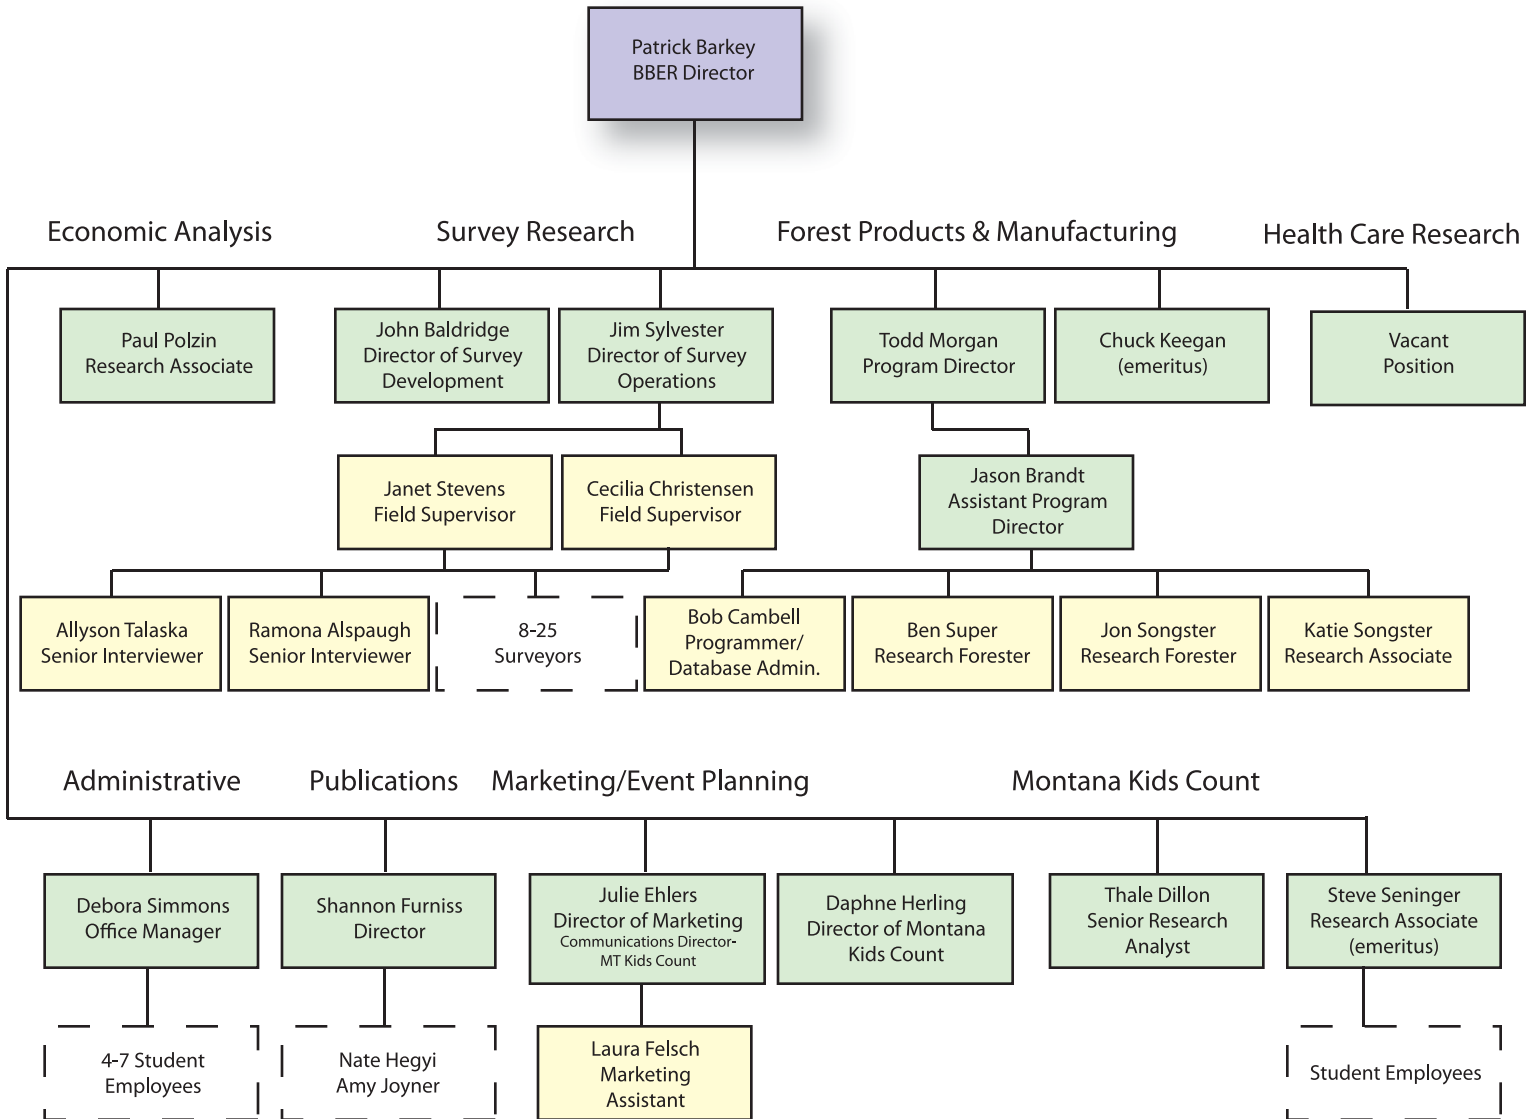 Patrick Barkey
BBER Director
Economic Analysis
Survey Research
Forest Products & Manufacturing
Health Care Research
Paul Polzin
Research Associate
John Baldridge
Director of Survey
Development
Jim Sylvester
Director of Survey
Operations
Todd Morgan
Program Director
Chuck Keegan
(emeritus)
Vacant
Position
Janet Stevens
Field Supervisor
Cecilia Christensen
Field Supervisor
Jason Brandt
Assistant Program
Director
Allyson Talaska
Senior Interviewer
Ramona Alspaugh
Senior Interviewer
8-25
Surveyors
Bob Cambell
Programmer/
Database Admin.
Ben Super
Research Forester
Jon Songster
Research Forester
Katie Songster
Research Associate
Administrative
Publications
Marketing/Event Planning
Montana Kids Count
Debora Simmons
Office Manager
Shannon Furniss
Director
Julie Ehlers
Director of Marketing
Communications Director-
MT Kids Count
Daphne Herling
Director of Montana
Kids Count
Thale Dillon
Senior Research
Analyst
Steve Seninger
Research Associate
(emeritus)
4-7 Student
Employees
Nate Hegyi
Amy Joyner
Laura Felsch
Marketing
Assistant
Student Employees